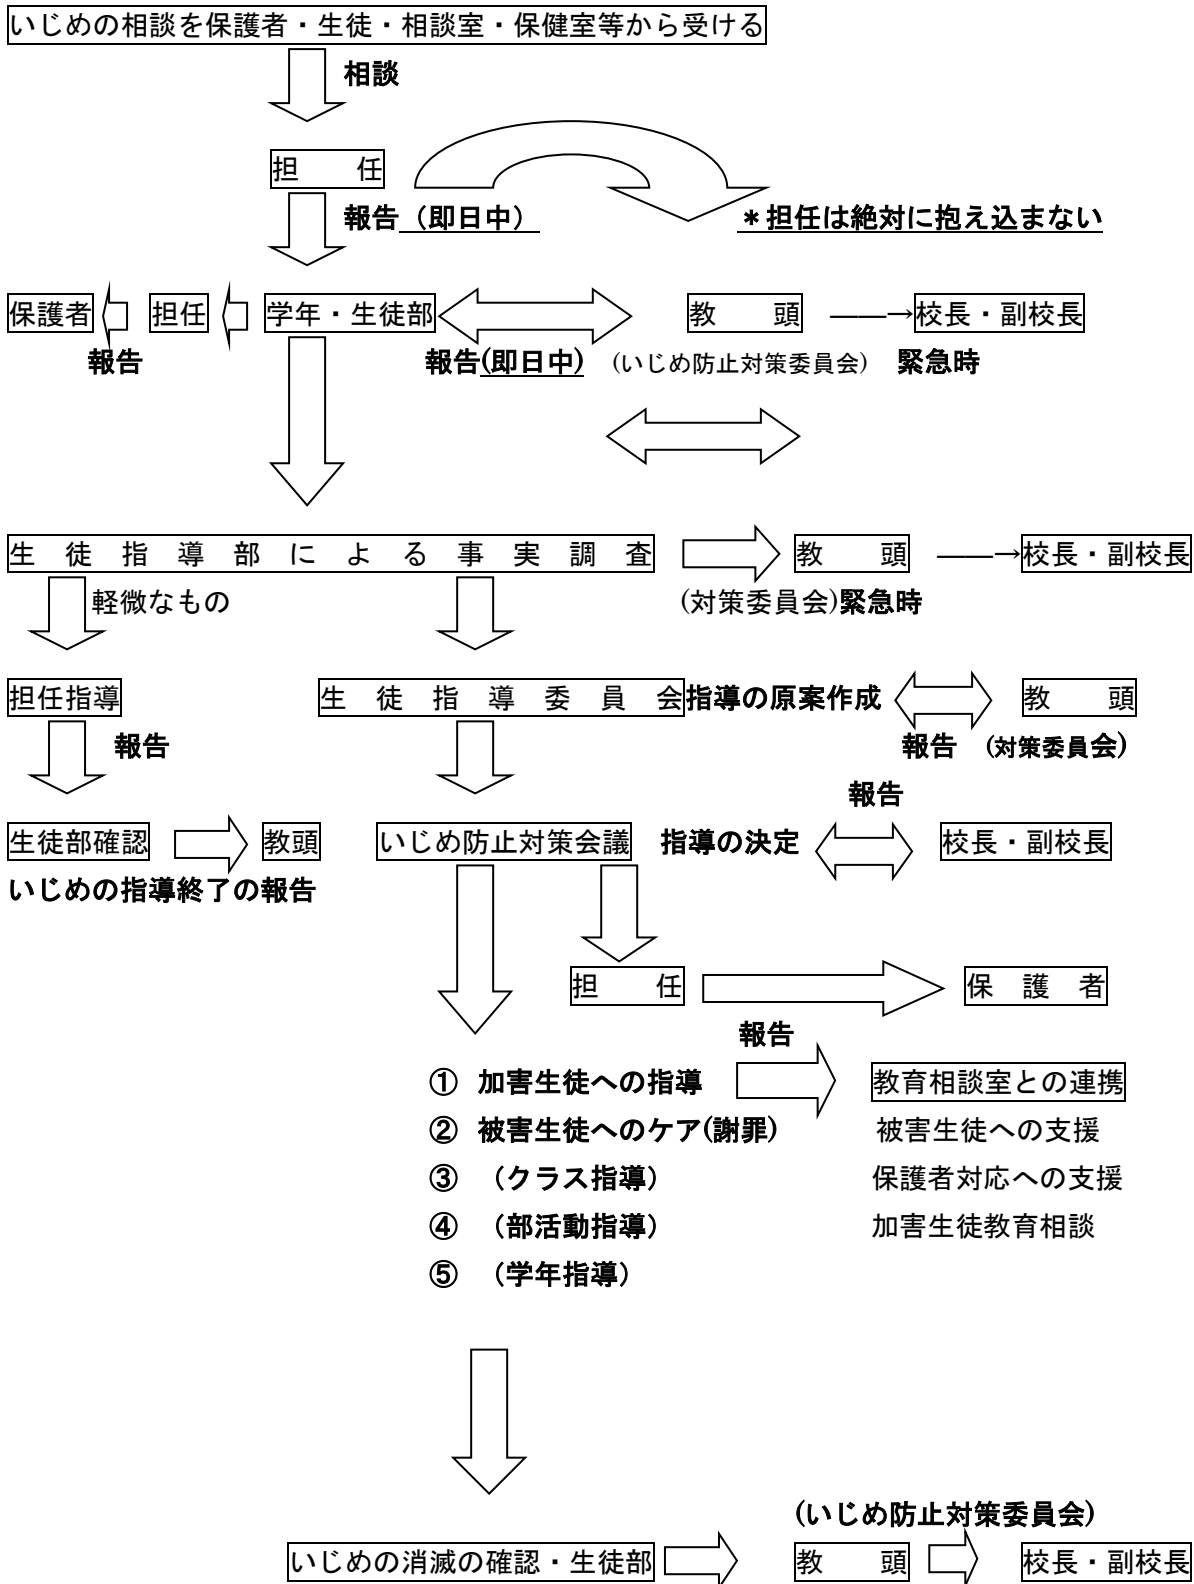 いじめの相談を保護者・生徒・相談室・保健室等から受ける
相談
担　　任
報告（即日中）　＊担任は絶対に抱え込まない
保護者　担任　学年・生徒部　教　　頭　――→校長・副校長
報告　報告(即日中)　(いじめ防止対策委員会)　緊急時
生　徒　指　導　部　に　よ　る　事　実　調　査　教　　頭　――→校長・副校長
軽微なもの　(対策委員会)緊急時
担任指導　生　徒　指　導　委　員　会指導の原案作成　教　　頭
報告　報告　(対策委員会)
報告
生徒部確認　教頭　いじめ防止対策会議　指導の決定　校長・副校長
いじめの指導終了の報告
担　　任　保　護　者
報告
①　加害生徒への指導　教育相談室との連携
②　被害生徒へのケア(謝罪)　被害生徒への支援
③　（クラス指導）　保護者対応への支援
④　（部活動指導）　加害生徒教育相談
⑤　（学年指導）
(いじめ防止対策委員会)
いじめの消滅の確認・生徒部　教　　頭　校長・副校長